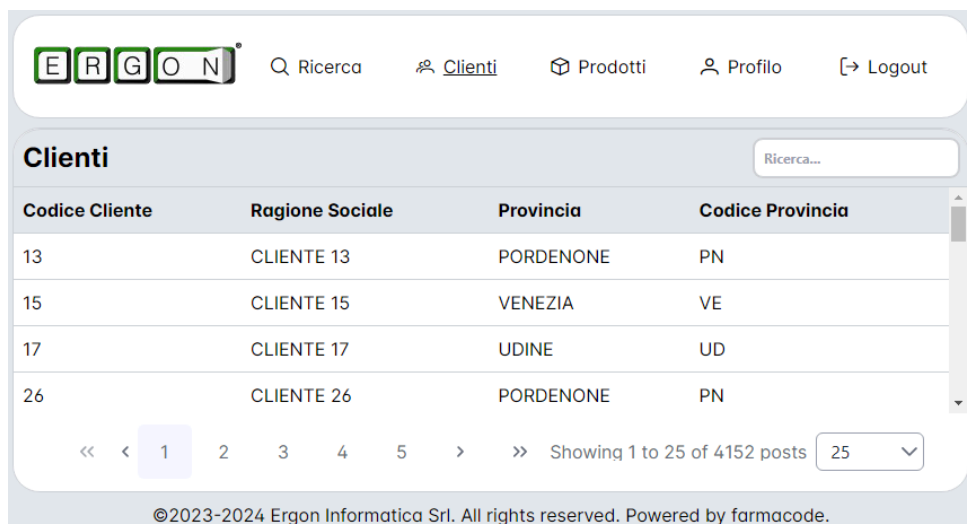 ERGON® Ricerca Clienti Prodotti Profilo Logout
Clienti Ricerca...
Codice Cliente Ragione Sociale Provincia Codice Provincia
13 CLIENTE 13 PORDENONE PN
15 CLIENTE 15 VENEZIA VE
17 CLIENTE 17 UDINE UD
26 CLIENTE 26 PORDENONE PN
<< < 1 2 3 4 5 > >> Showing 1 to 25 of 4152 posts 25
©2023-2024 Ergon Informatica Srl. All rights reserved. Powered by farmacode.